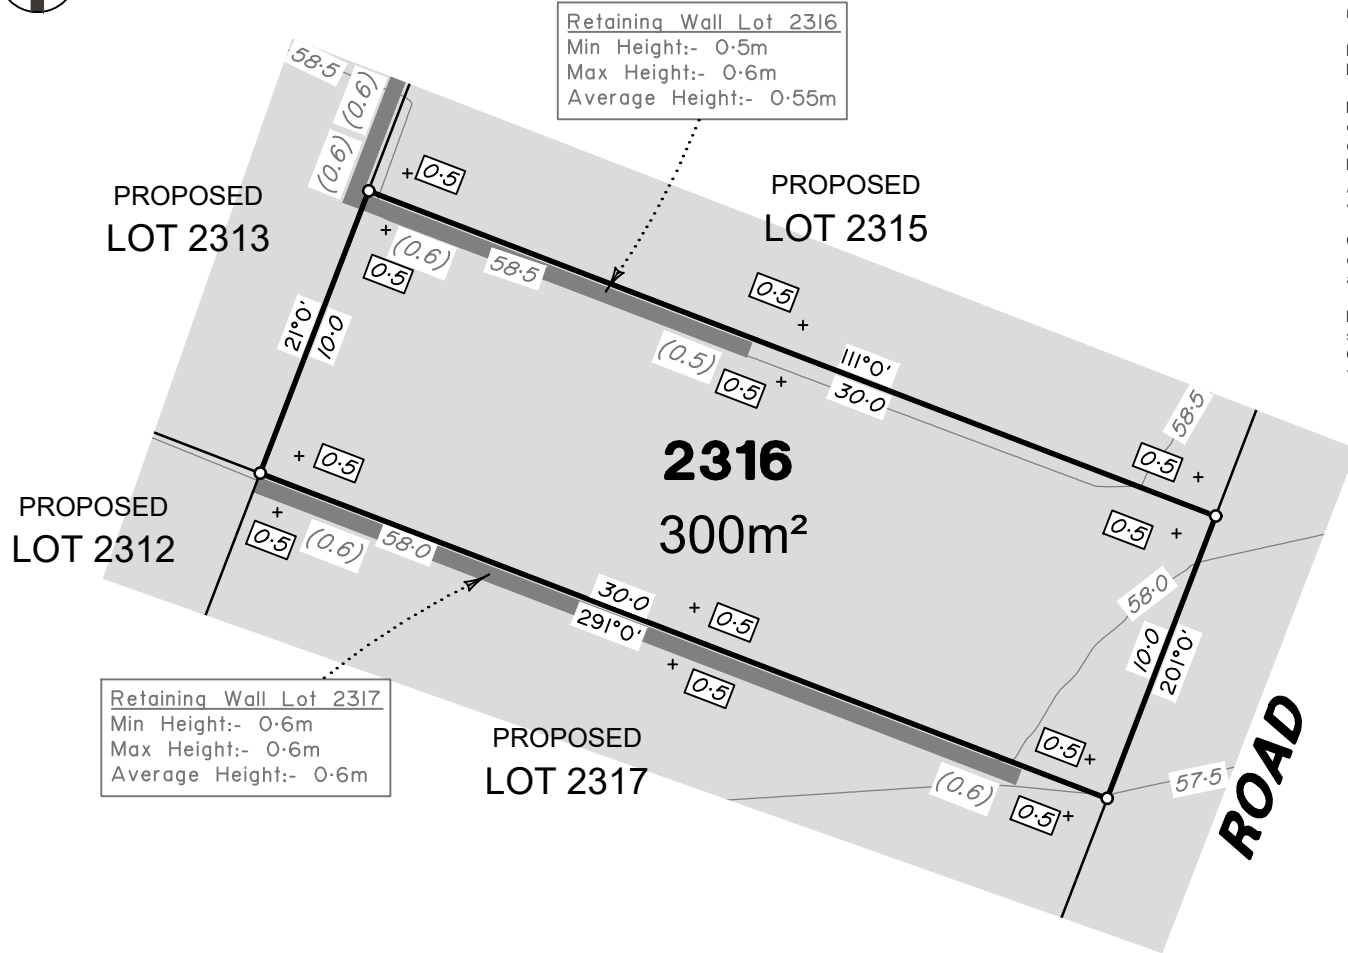 Retaining Wall Lot 2316
Min Height:- 0·5m
Max Height:- 0·6m
Average Height:- 0·55m
58·5
(0.6)
(0.6)
0·5
PROPOSED
LOT 2313
PROPOSED
LOT 2315
(0.6)
58·5
0·5
0·5
21°0'
10·0
(0.5)
0·5
111°0'
30·0
58·5
0·5
0·5
2316
300m²
0·5
PROPOSED
LOT 2312
0·5
(0.6)
58·0
30·0
291°0'
0·5
0·5
58·0
10·0
201°0'
Retaining Wall Lot 2317
Min Height:- 0·6m
Max Height:- 0·6m
Average Height:- 0·6m
PROPOSED
LOT 2317
0·5
(0.6)
0·5
57·5
ROAD